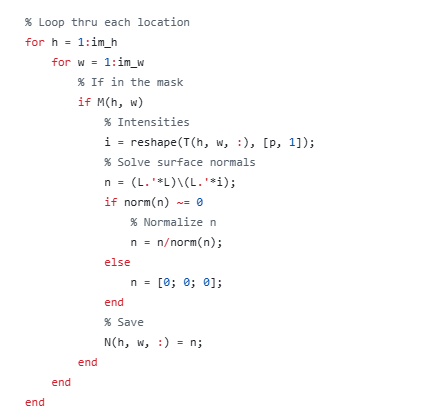 % Loop thru each location
for h = 1:im_h
    for w = 1:im_w
        % If in the mask
        if M(h, w)
            % Intensities
            i = reshape(T(h, w, :), [p, 1]);
            % Solve surface normals
            n = (L.'*L)\(L.'*i);
            if norm(n) ~= 0
                % Normalize n
                n = n/norm(n);
            else
                n = [0; 0; 0];
            end
            % Save
            N(h, w, :) = n;
        end
    end
end